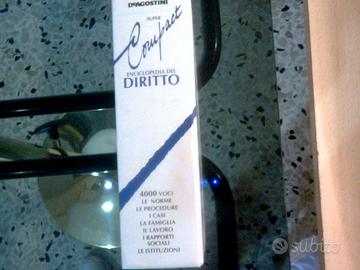 DeAGOSTINI
SUPER
Compact
ENCICLOPEDIA DEL
DIRITTO
4000 VOCI
LE NORME
LE PROCEDURE
I CASI
LA FAMIGLIA
IL LAVORO
I RAPPORTI
SOCIALI
LE ISTITUZIONI
subito